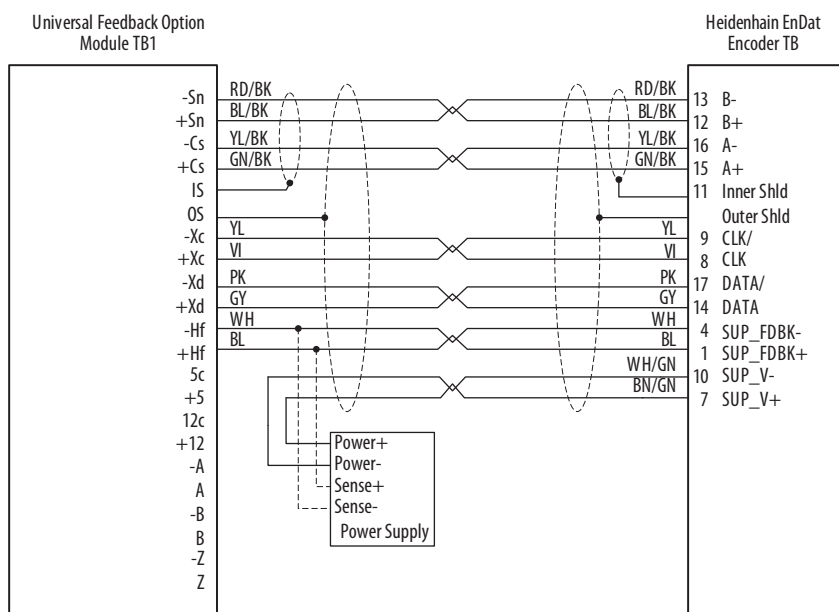 Universal Feedback Option
Module TB1
Heidenhain EnDat
Encoder TB
-Sn RD/BK RD/BK 13 B-
+Sn BL/BK BL/BK 12 B+
-Cs YL/BK YL/BK 16 A-
+Cs GN/BK GN/BK 15 A+
IS 11 Inner Shld
OS Outer Shld
-Xc YL YL 9 CLK/
+Xc VI VI 8 CLK
-Xd PK PK 17 DATA/
+Xd GY GY 14 DATA
-Hf WH WH 4 SUP_FDBK-
+Hf BL BL 1 SUP_FDBK+
5c WH/GN 10 SUP_V-
+5 BN/GN 7 SUP_V+
12c
+12 Power+
-A Power-
A Sense+
-B Sense-
B Power Supply
-Z
Z